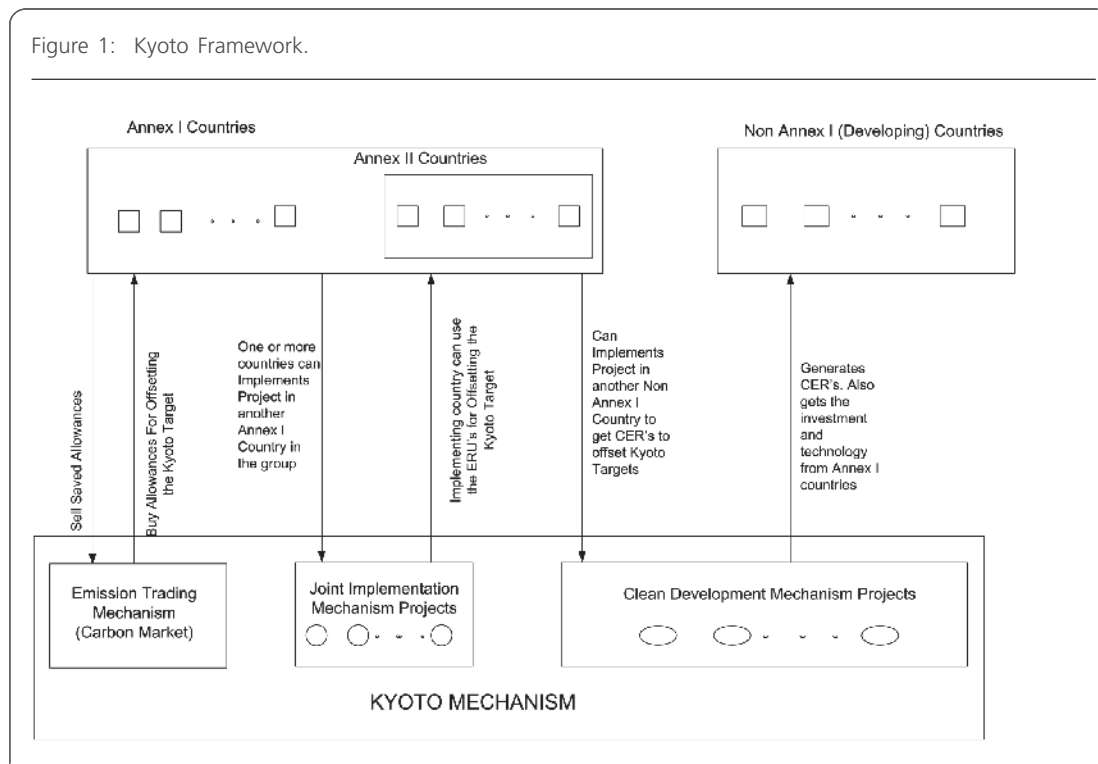 Figure 1: Kyoto Framework.
Annex I Countries
Non Annex I (Developing) Countries
Annex II Countries
Sell Saved Allowances
Buy Allowances For Offsetting
the Kyoto Target
One or more
countries can
Implements
Project in
another
Annex I
Country in
the group
Implementing country can use
the ERU's for Offsetting the
Kyoto Target
Can
Implements
Project in
another Non
Annex I
Country to
get CER's to
offset Kyoto
Targets
Generates
CER's. Also
gets the
investment
and
technology
from Annex I
countries
Emission Trading
Mechanism
(Carbon Market)
Joint Implementation
Mechanism Projects
Clean Development Mechanism Projects
KYOTO MECHANISM